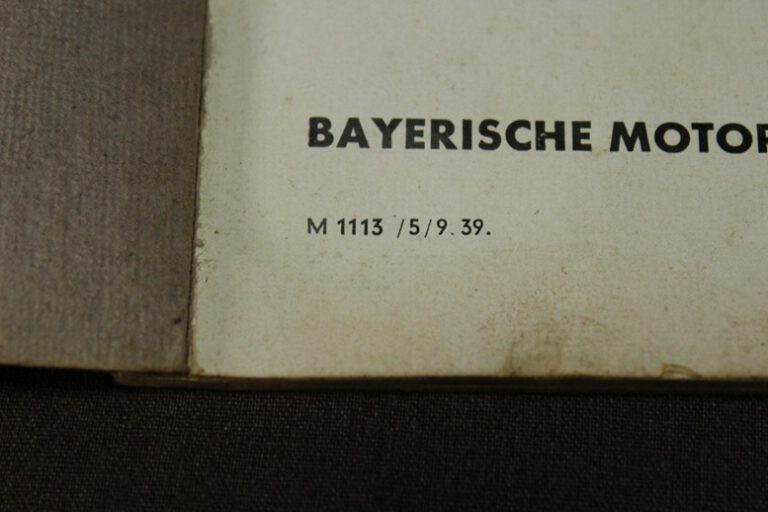 BAYERISCHE MOTOR
M 1113 /5/9.39.